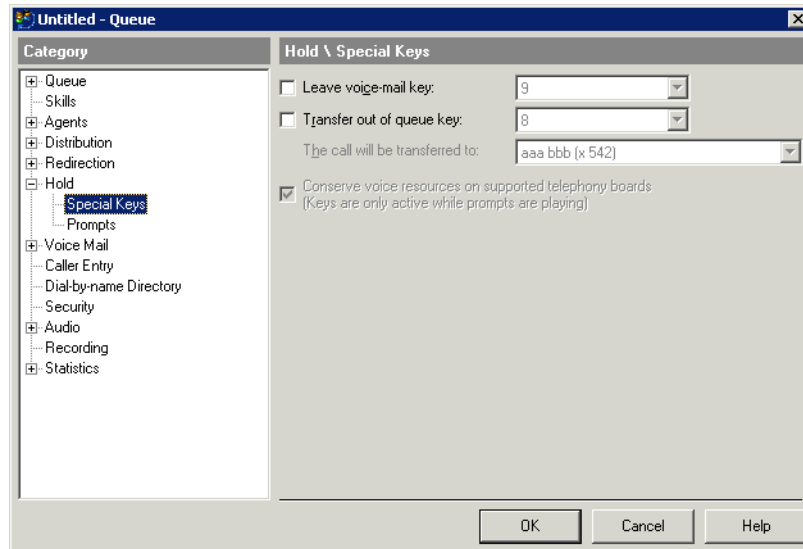 Untitled - Queue
Category
Queue
Skills
Agents
Distribution
Redirection
Hold
Special Keys
Prompts
Voice Mail
Caller Entry
Dial-by-name Directory
Security
Audio
Recording
Statistics
Hold \ Special Keys
Leave voice-mail key: 9
Transfer out of queue key: 8
The call will be transferred to: aaa bbb (x 542)
Conserve voice resources on supported telephony boards
(Keys are only active while prompts are playing)
OK Cancel Help